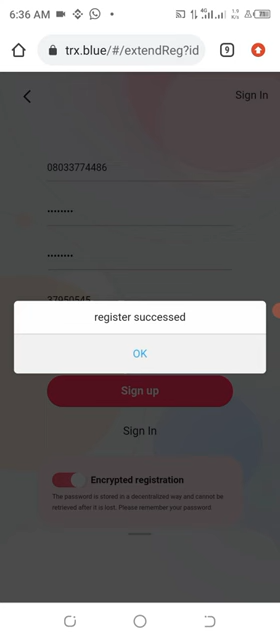 6:36 AM
4G
trx.blue/#/extendReg?id
9
Sign In
08033774486
••••••••
••••••••
37950545
register successed
OK
Sign up
Sign In
Encrypted registration
The password is stored in a decentralized way and cannot be
retrieved after it is lost. Please remember your password.